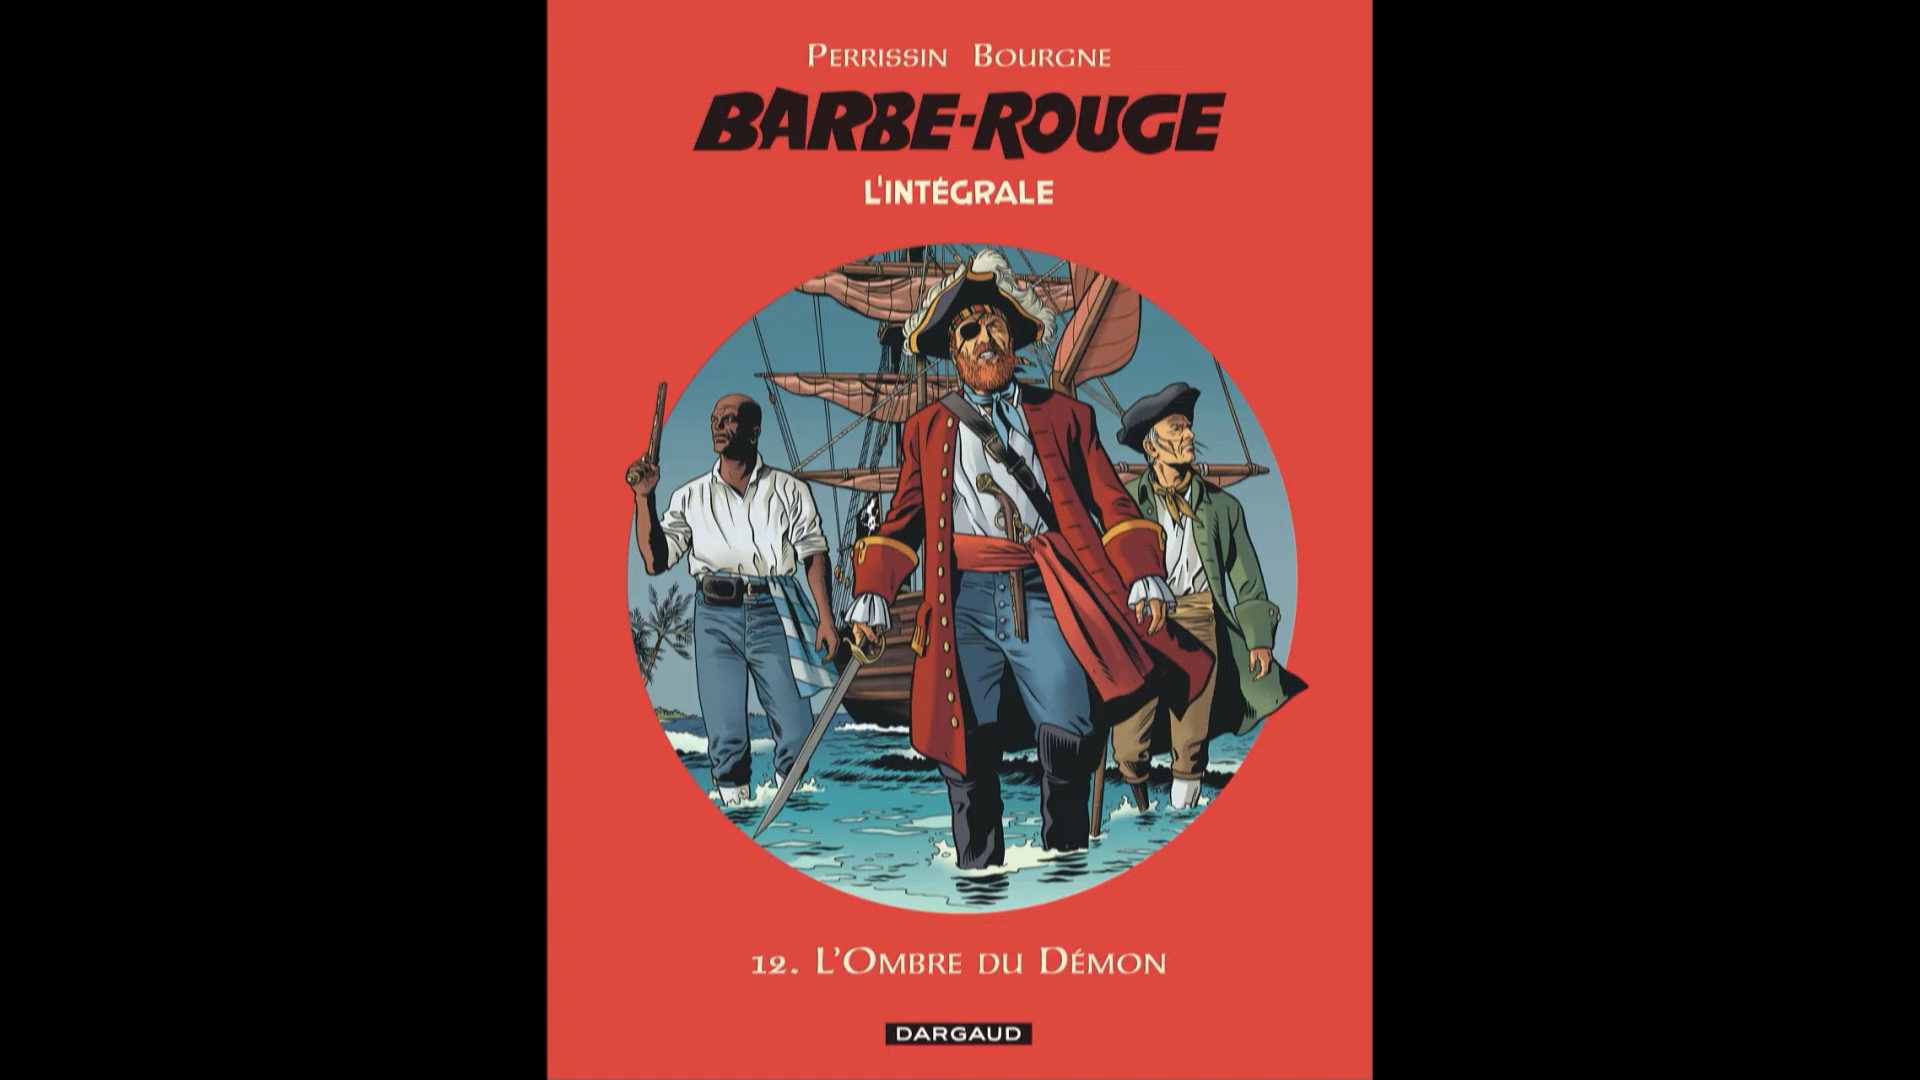 PERRISSIN BOURGNE
BARBE-ROUGE
L'INTÉGRALE
12. L'OMBRE DU DÉMON
DARGAUD